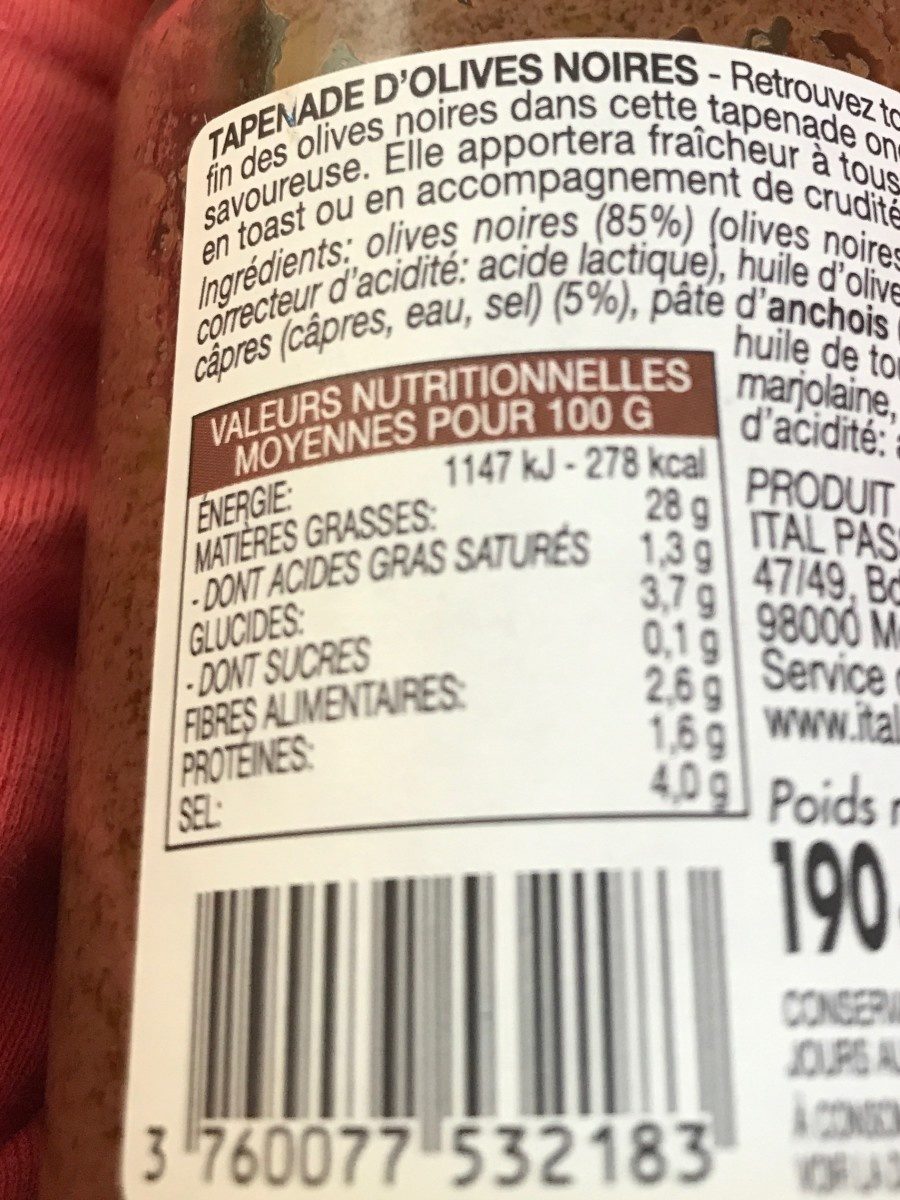 TAPENADE D'OLIVES NOIRES - Retrouvez
fin des olives noires dans cette tapenade
savoureuse. Elle apportera fraîcheur à tous
en toast ou en accompagnement de crudité
Ingrédients: olives noires (85%) (olives noires
correcteur d'acidité: acide lactique), huile d'olive
câpres (câpres, eau, sel) (5%), pâte d'anchois
huile de
marjolaine,
d'acidité:
VALEURS NUTRITIONNELLES
MOYENNES POUR 100 G
ÉNERGIE: 1147 kJ - 278 kcal
MATIÈRES GRASSES: 28 g
- DONT ACIDES GRAS SATURÉS 1,3 g
GLUCIDES: 3,7 g
- DONT SUCRES 0,1 g
FIBRES ALIMENTAIRES: 2,6 g
PROTÉINES: 1,6 g
SEL: 4,0 g
PRODUIT
ITAL PAS
47/49, Bd
98000 M
Service
www.ital
Poids
190
CONSERV
JOURS AU
3 760077 532183